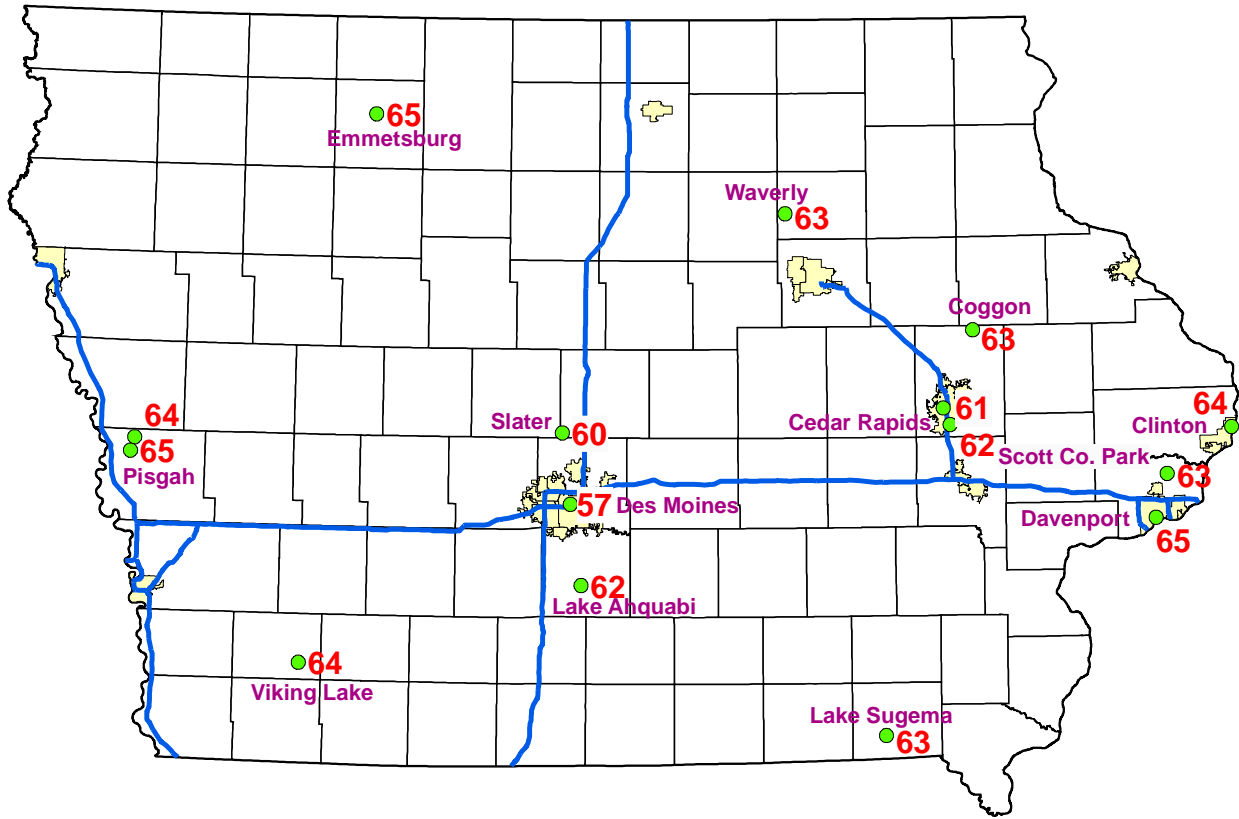 65
Emmetsburg
Waverly
63
Coggon
63
64
65
Pisgah
Slater
60
61
Cedar Rapids
62
64
Clinton
Scott Co. Park
63
57 Des Moines
Davenport
65
62
Lake Ahquabi
64
Viking Lake
Lake Sugema
63